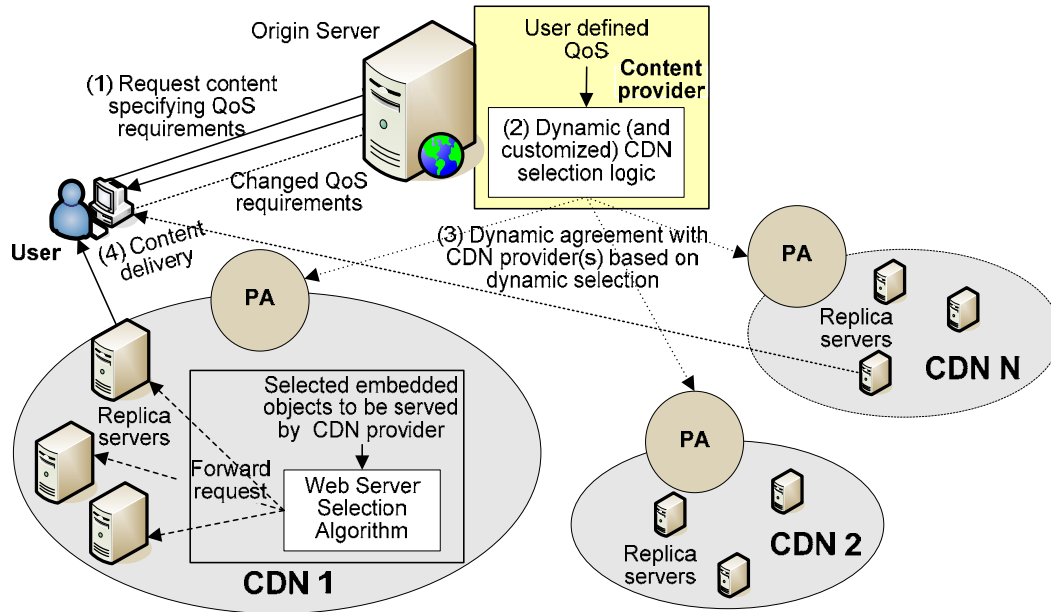 Origin Server
User defined
QoS
Content
provider
(1) Request content
specifying QoS
requirements
(2) Dynamic (and
customized) CDN
selection logic
Changed QoS
requirements
User
(4) Content
delivery
(3) Dynamic agreement with
CDN provider(s) based on
dynamic selection
PA
PA
Replica
servers
CDN N
Selected embedded
objects to be served
by CDN provider
Replica
servers
Forward
request
Web Server
Selection
Algorithm
CDN 1
PA
Replica
servers
CDN 2